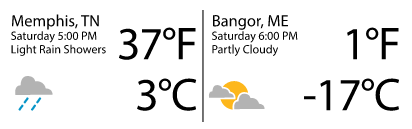 Memphis, TN
Saturday 5:00 PM
Light Rain Showers
37°F
3°C
Bangor, ME
Saturday 6:00 PM
Partly Cloudy
1°F
-17°C